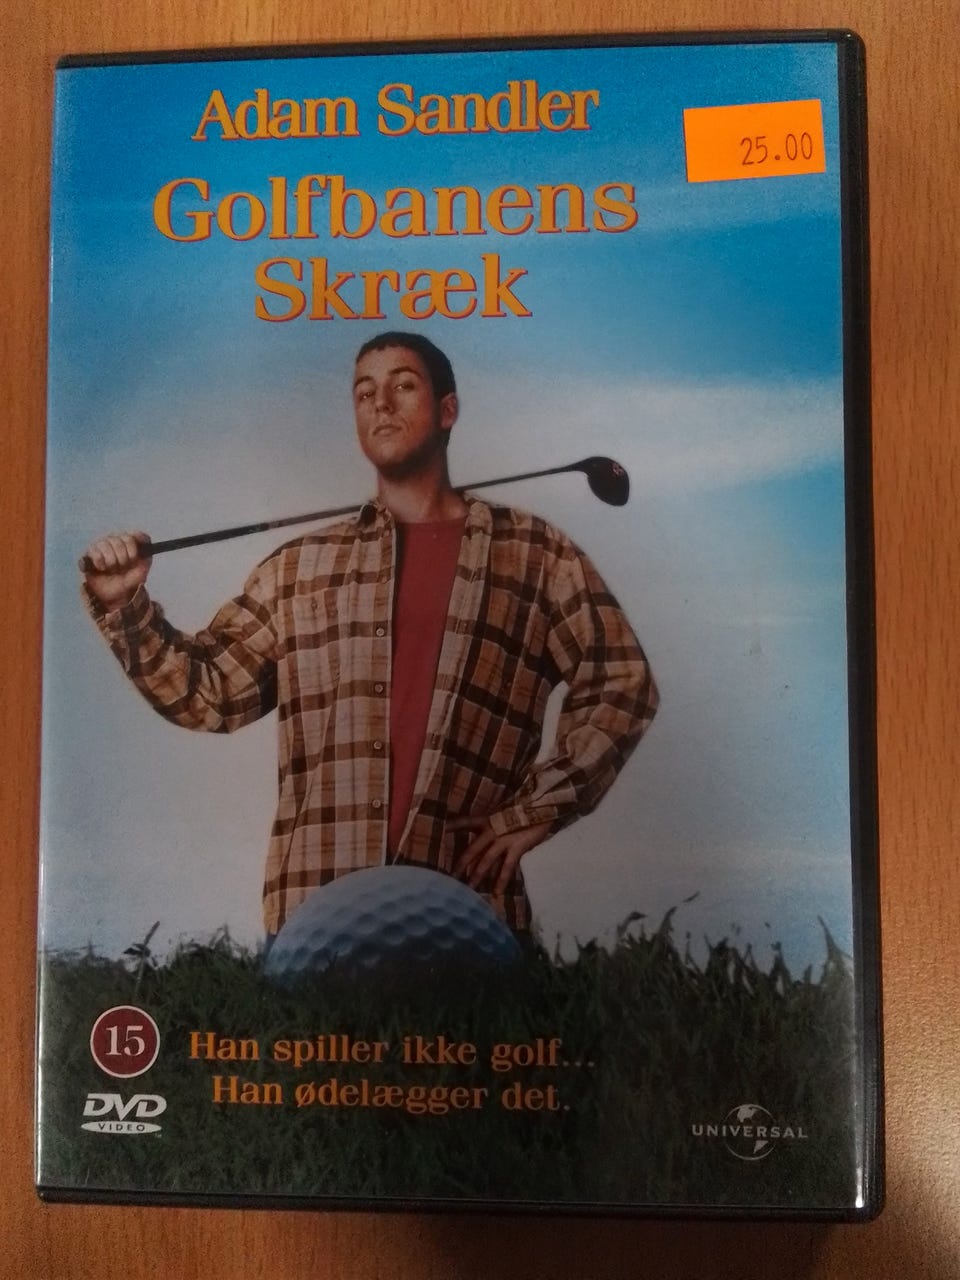 Adam Sandler
25.00
Golfbanens
Skræk
15
Han spiller ikke golf...
Han ødelægger det.
DVD
VIDEO
UNIVERSAL